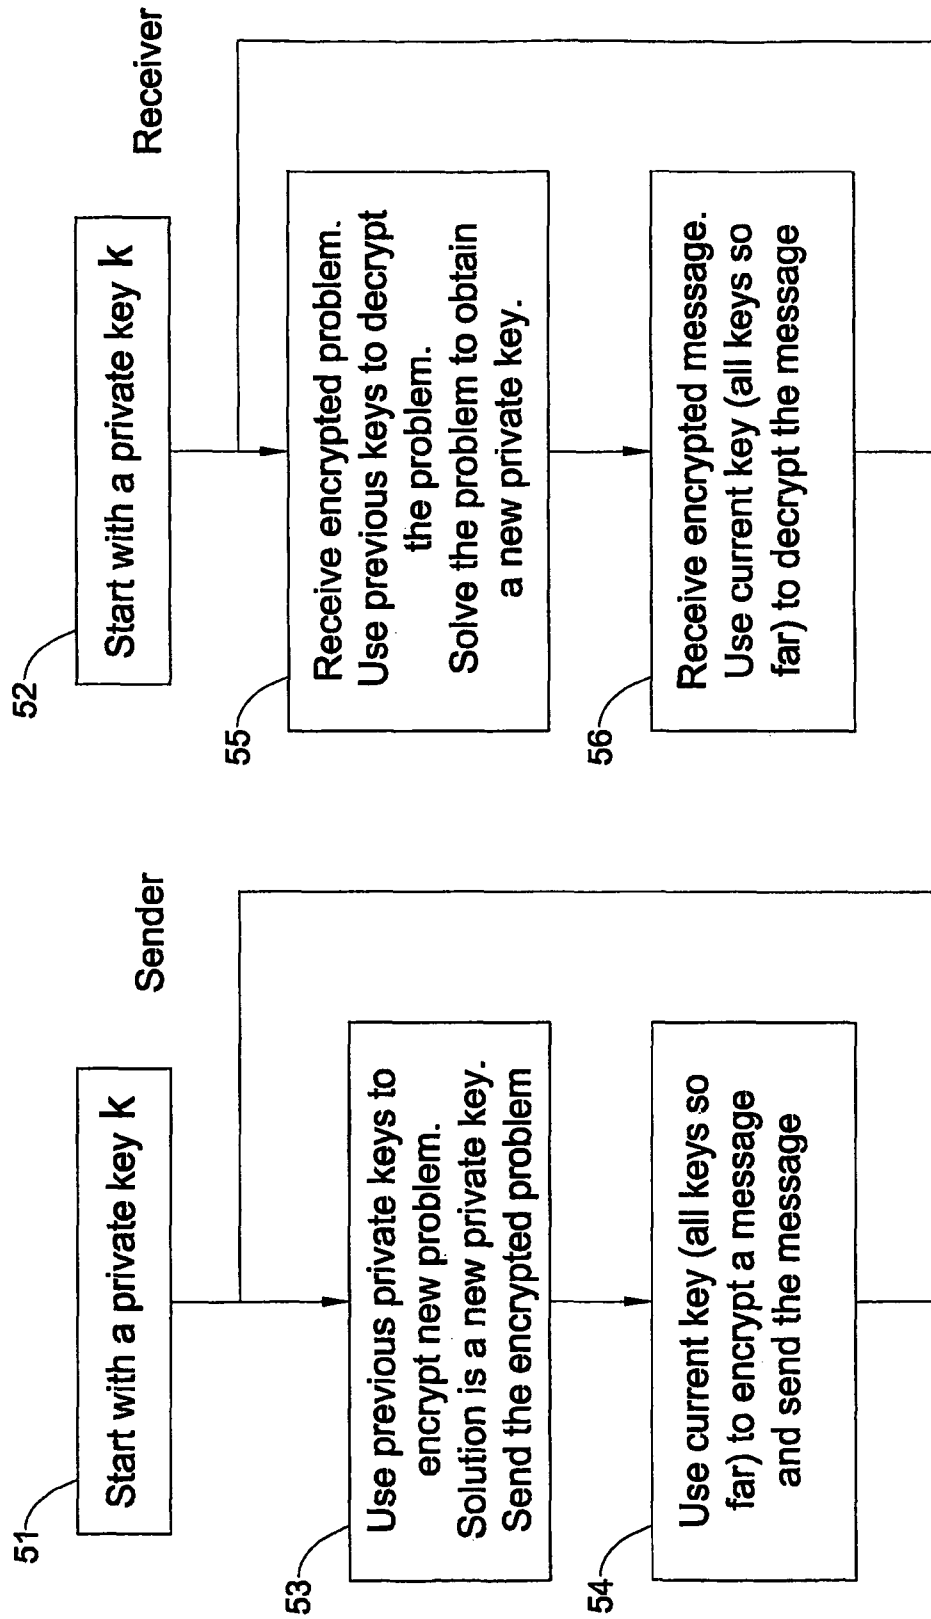 Sender
51
Start with a private key k
53
Use previous private keys to
encrypt new problem.
Solution is a new private key.
Send the encrypted problem
54
Use current key (all keys so
far) to encrypt a message
and send the message
Receiver
52
Start with a private key k
55
Receive encrypted problem.
Use previous keys to decrypt
the problem.
Solve the problem to obtain
a new private key.
56
Receive encrypted message.
Use current key (all keys so
far) to decrypt the message